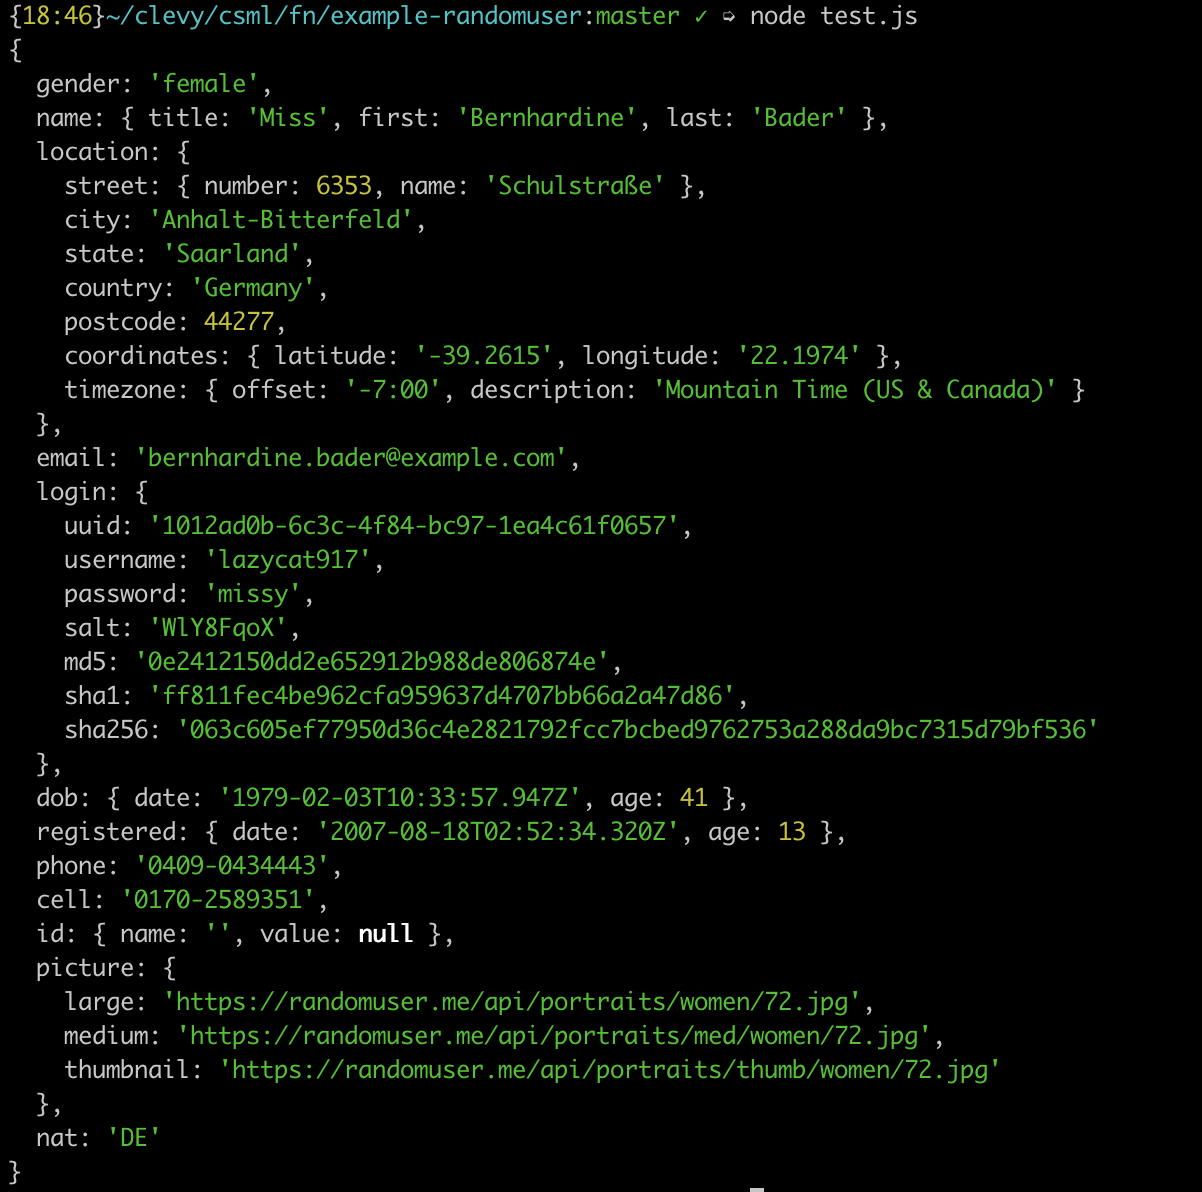 {18:46}~/clevy/csml/fn/example-randomuser:master ✓ ➭ node test.js
{
  gender: 'female',
  name: { title: 'Miss', first: 'Bernhardine', last: 'Bader' },
  location: {
    street: { number: 6353, name: 'Schulstraße' },
    city: 'Anhalt-Bitterfeld',
    state: 'Saarland',
    country: 'Germany',
    postcode: 44277,
    coordinates: { latitude: '-39.2615', longitude: '22.1974' },
    timezone: { offset: '-7:00', description: 'Mountain Time (US & Canada)' }
  },
  email: 'bernhardine.bader@example.com',
  login: {
    uuid: '1012ad0b-6c3c-4f84-bc97-1ea4c61f0657',
    username: 'lazycat917',
    password: 'missy',
    salt: 'WlY8FqoX',
    md5: '0e2412150dd2e652912b988de806874e',
    sha1: 'ff811fec4be962cfa959637d4707bb66a2a47d86',
    sha256: '063c605ef77950d36c4e2821792fcc7bcbed9762753a288da9bc7315d79bf536'
  },
  dob: { date: '1979-02-03T10:33:57.947Z', age: 41 },
  registered: { date: '2007-08-18T02:52:34.320Z', age: 13 },
  phone: '0409-0434443',
  cell: '0170-2589351',
  id: { name: '', value: null },
  picture: {
    large: 'https://randomuser.me/api/portraits/women/72.jpg',
    medium: 'https://randomuser.me/api/portraits/med/women/72.jpg',
    thumbnail: 'https://randomuser.me/api/portraits/thumb/women/72.jpg'
  },
  nat: 'DE'
}